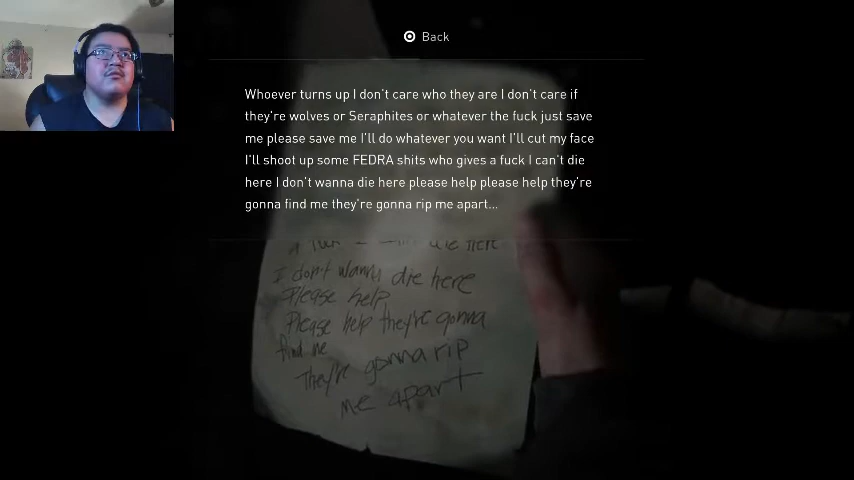 Back
Whoever turns up I don't care who they are I don't care if
they're wolves or Seraphites or whatever the fuck just save
me please save me I'll do whatever you want I'll cut my face
I'll shoot up some FEDRA shits who gives a fuck I can't die
here I don't wanna die here please help please help they're
gonna find me they're gonna rip me apart...
die here
I don't wanna die here
Please help
Please help they're gonna
find me
They're gonna rip
me apart